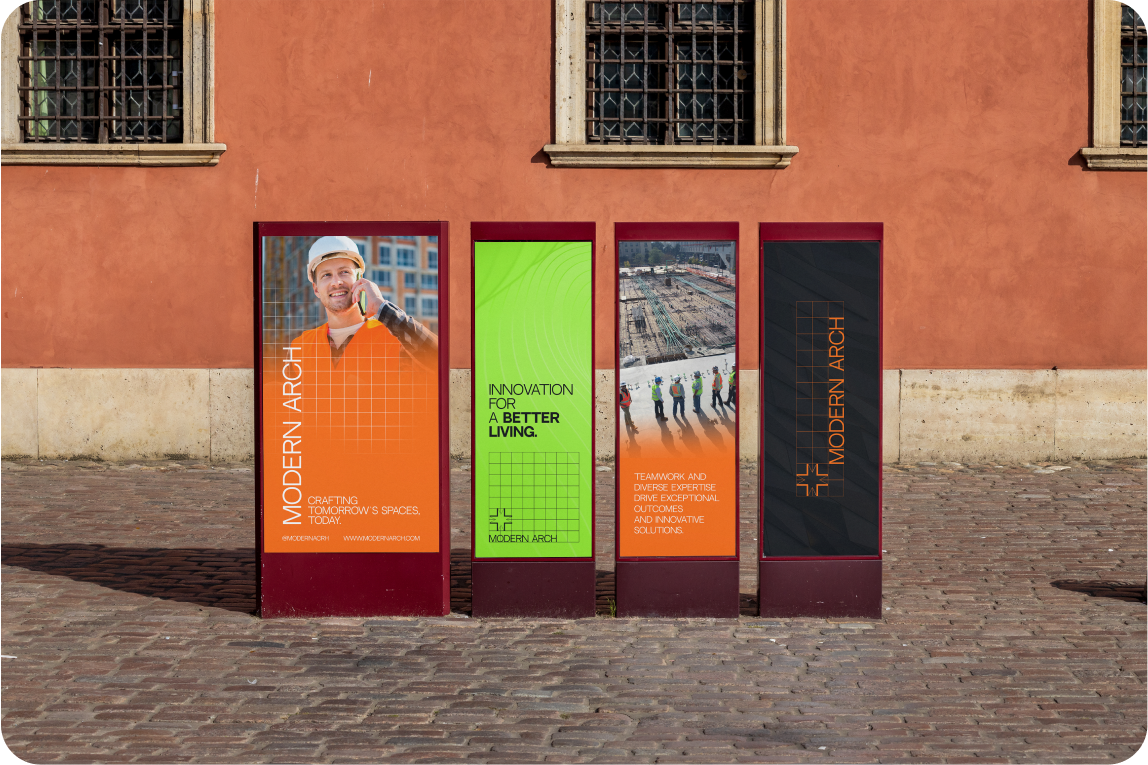 MODERN ARCH
CRAFTING
TOMORROW'S SPACES,
TODAY.
@MODERNACRH WWW.MODERNARCH.COM
INNOVATION
FOR
A BETTER
LIVING.
MODERN ARCH
TEAMWORK AND
DIVERSE EXPERTISE
DRIVE EXCEPTIONAL
OUTCOMES
AND INNOVATIVE
SOLUTIONS.
MODERN ARCH